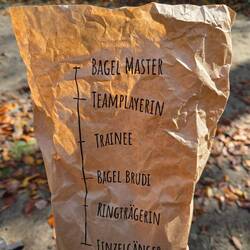 Bagel Master
Teamplayerin
Trainee
Bagel Brudi
Ringträgerin
Einzelgänger